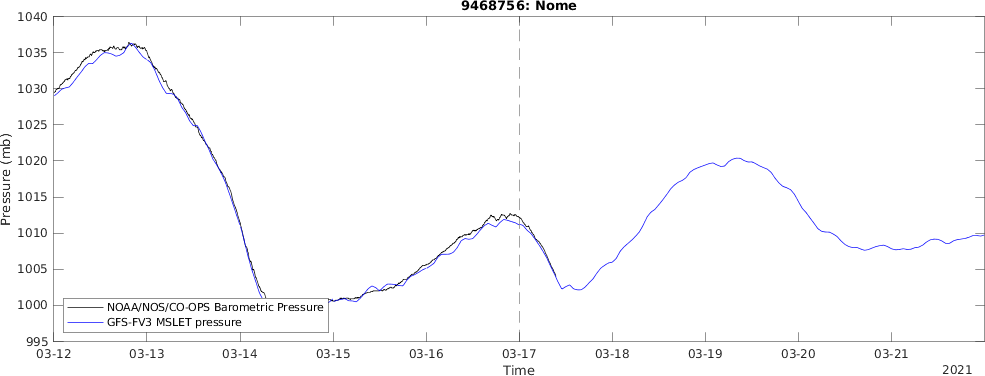 9468756: Nome
1040
1035
1030
1025
1020
1015
1010
1005
1000
995
Pressure (mb)
NOAA/NOS/CO-OPS Barometric Pressure
GFS-FV3 MSLET pressure
03-12 03-13 03-14 03-15 03-16 03-17 03-18 03-19 03-20 03-21
Time
2021